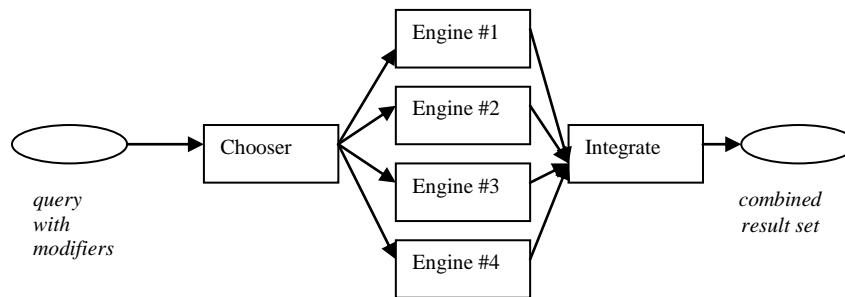 Engine #1
Engine #2
Chooser
Integrate
Engine #3
query
with
modifiers
combined
result set
Engine #4